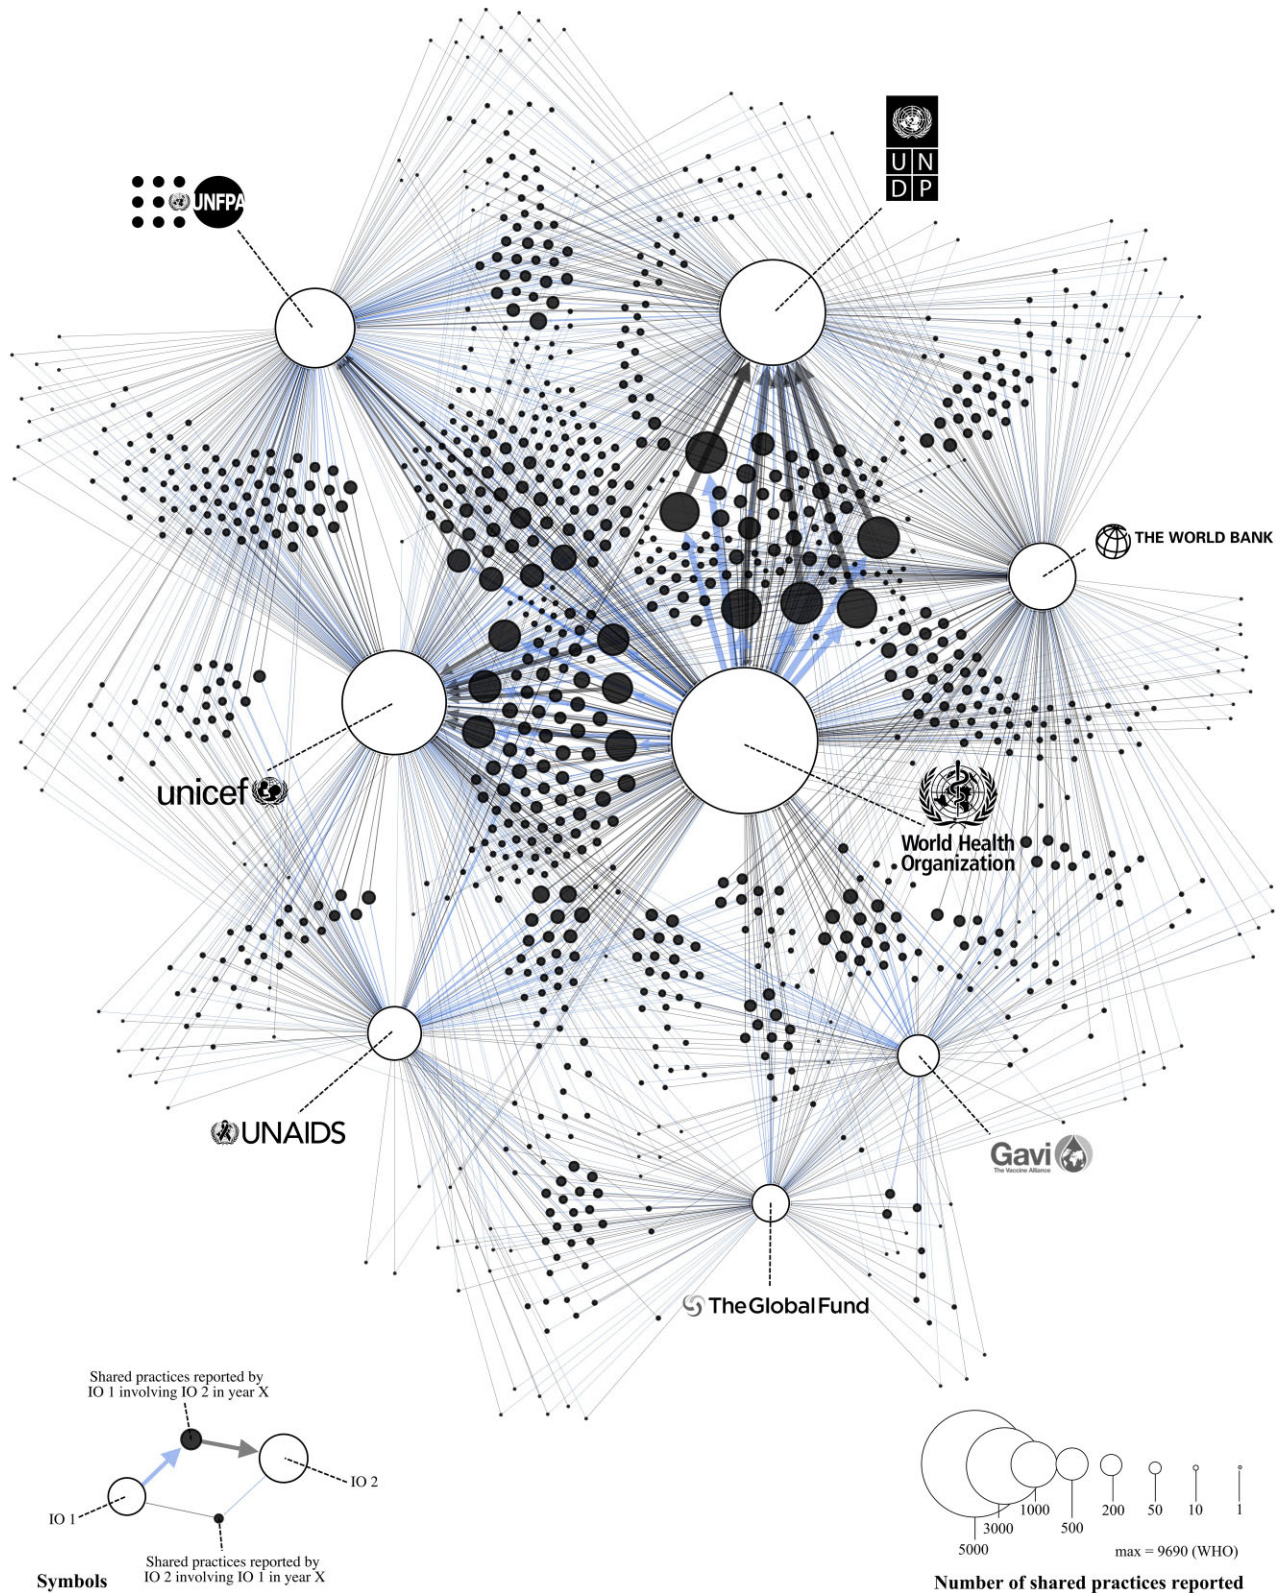 UN
DP
UNFPA
THE WORLD BANK
unicef
World Health
Organization
UNAIDS
Gavi
The Vaccine Alliance
The Global Fund
Shared practices reported by
IO 1 involving IO 2 in year X
IO 2
IO 1
Shared practices reported by
IO 2 involving IO 1 in year X
Symbols
5000
3000
1000
500
200
50
10
1
max = 9690 (WHO)
Number of shared practices reported